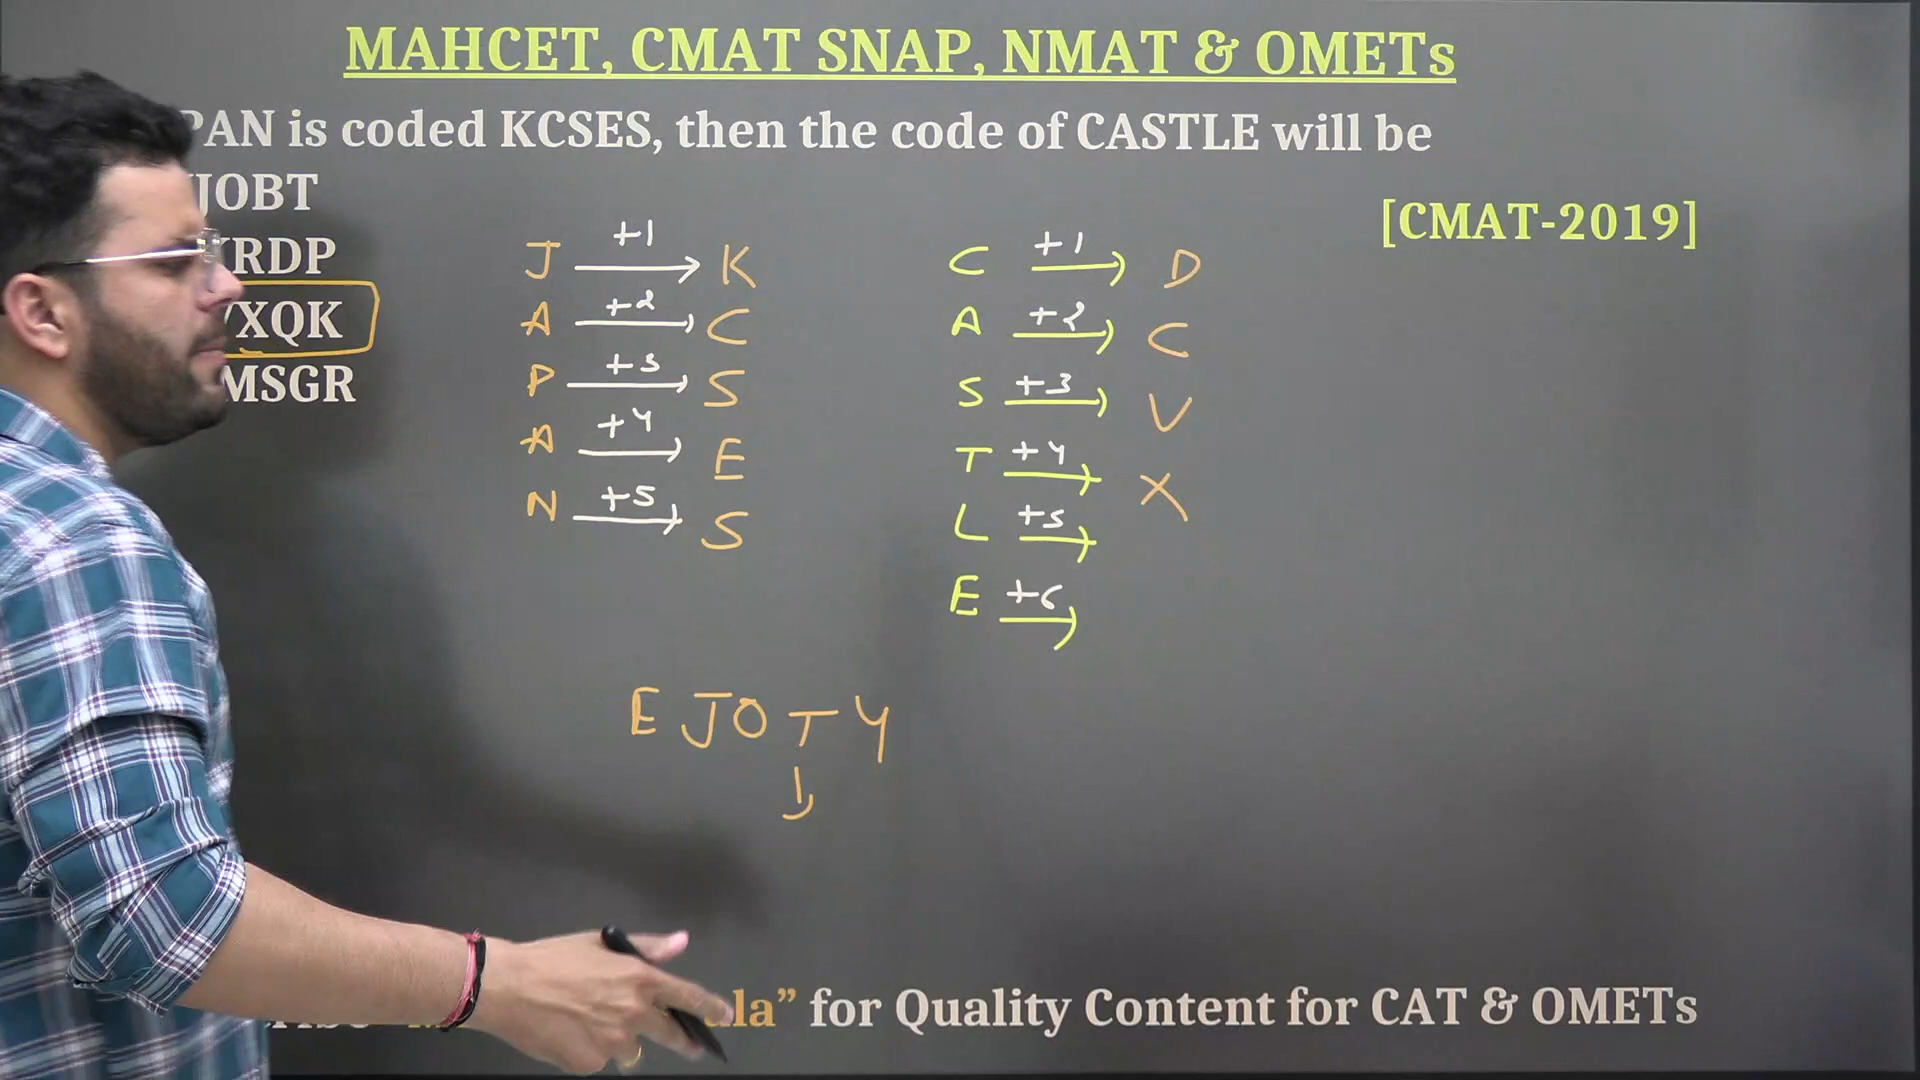 MAHCET, CMAT SNAP, NMAT & OMETs
PAN is coded KCSES, then the code of CASTLE will be
JOBT
[CMAT-2019]
RDP
XQK
MSGR
J +1 K
A +2 C
P +3 S
A +4 E
N +5 S
C +1 D
A +2 C
S +3 V
T +4 X
L +5
E +6
E J O T Y
ala” for Quality Content for CAT & OMETs